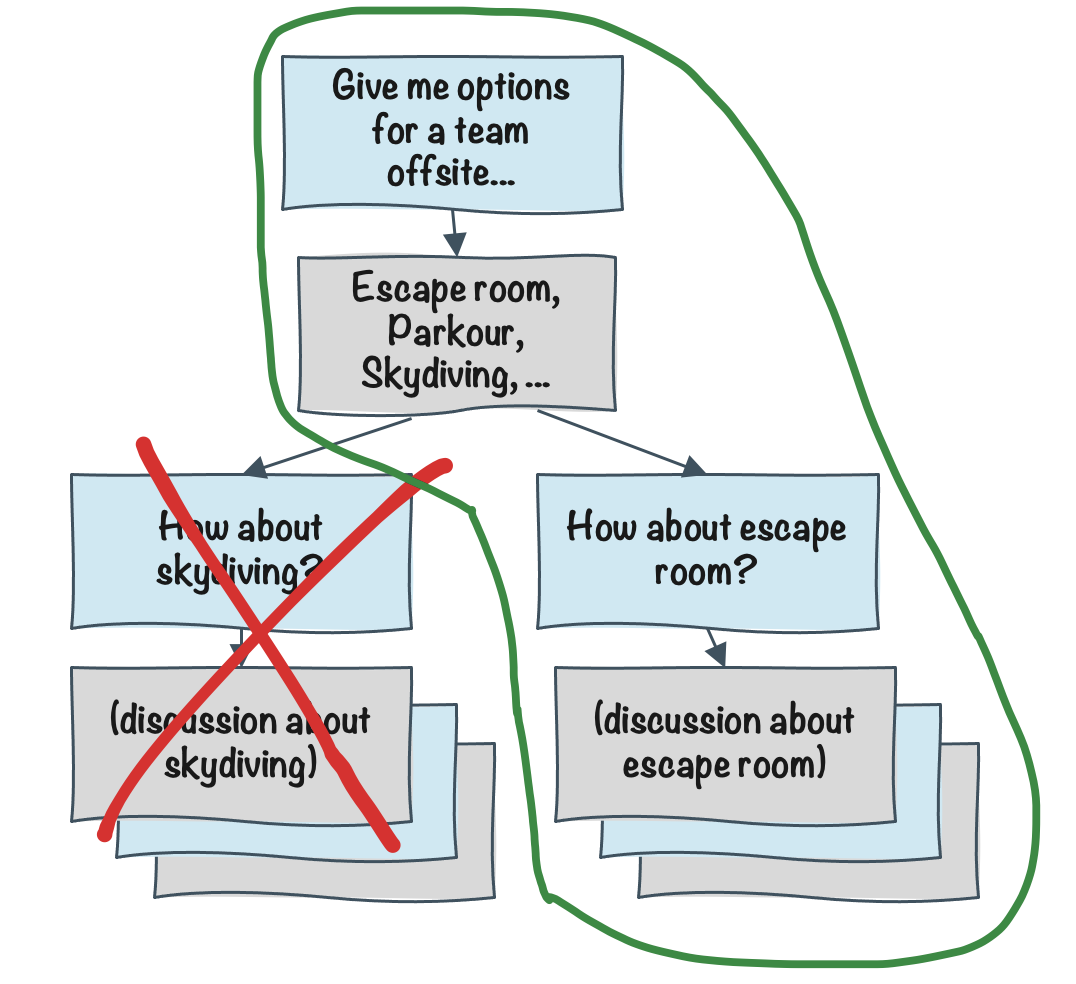 Give me options
for a team
offsite...
Escape room,
Parkour,
Skydiving, ...
How about
skydiving?
How about escape
room?
(discussion about
skydiving)
(discussion about
escape room)